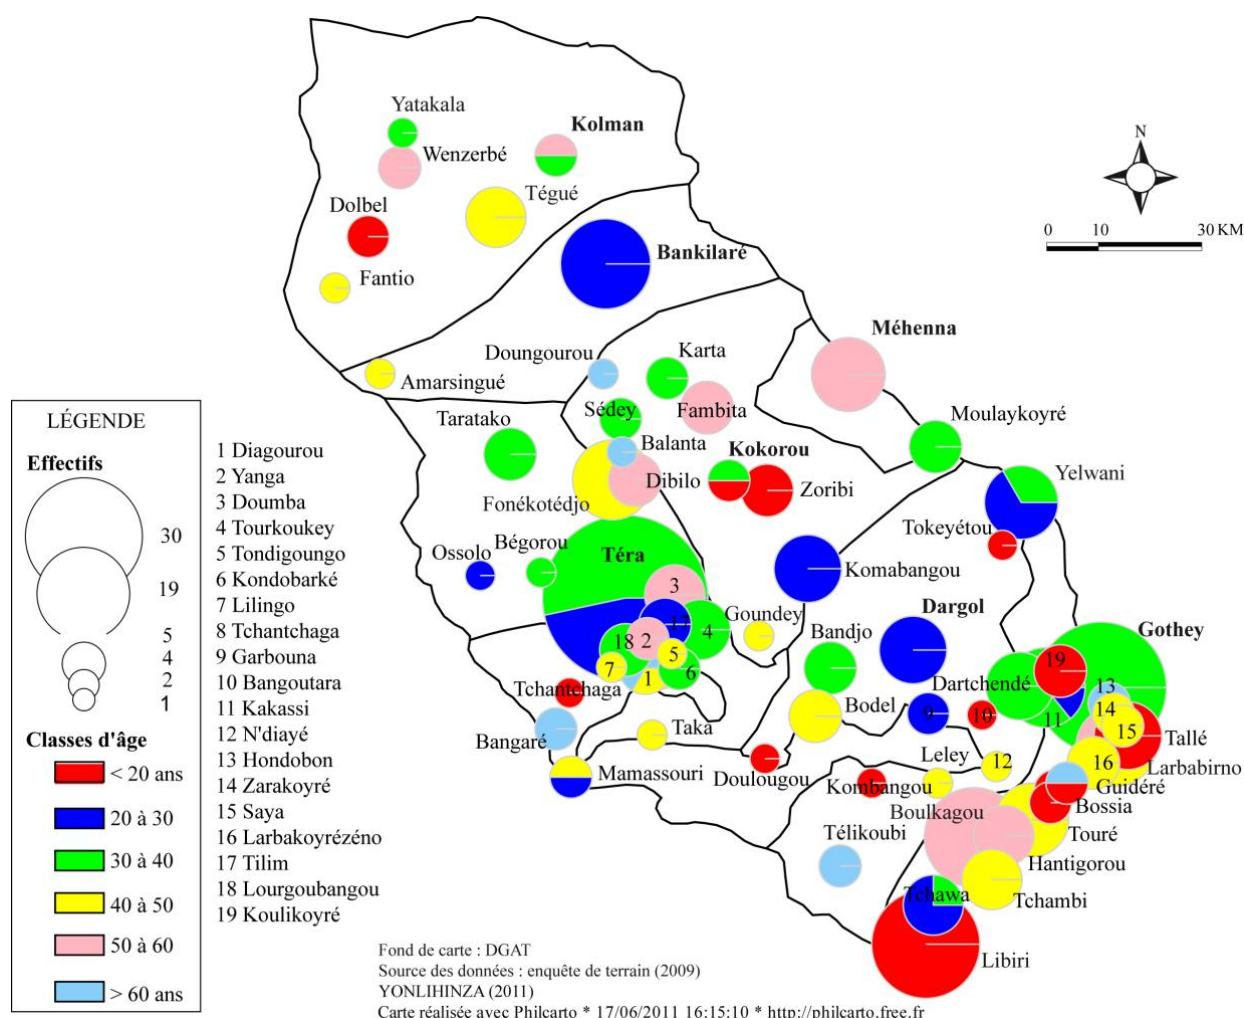 Yatakala
Kolman
Wenzerbé
N
Dolbel
Tégué
0 10 30 KM
Fantio
Bankilaré
Méhenna
Doungourou
Karta
Amarsingué
LÉGENDE
Effectifs
30
19
5
4
2
1
Classes d'âge
< 20 ans
20 à 30
30 à 40
40 à 50
50 à 60
> 60 ans
1 Diagourou
2 Yanga
3 Doumba
4 Tourkoukey
5 Tondigoungo
6 Kondobarké
7 Lilingo
8 Tchantchaga
9 Garbouna
10 Bangoutara
11 Kakassi
12 N'diayé
13 Hondobon
14 Zarakoyré
15 Saya
16 Larbakoyrézéno
17 Tilim
18 Lourgoubangou
19 Koulikoyré
Taratako
Sédey
Fambita
Moulaykoyré
Balanta
Kokorou
Dibilo
Zoribi
Yelwani
Fonékotédjo
Tokeyétou
Ossolo
Bégorou
Téra
Komabangou
3
17
4
Goundey
Dargol
Gothey
18
2
5
Bandjo
19
7
1
6
Dartchendé
13
Tchantchaga
Bodel
9
10
11
14
15
Bangaré
Taka
Tallé
Mamassouri
Doulougou
Leley
12
16
Larbabirno
Kombangou
Guidéré
Boulkagou
Bossia
Télikoubi
Touré
Hantigorou
Tchawa
Tchambi
Libiri
Fond de carte : DGAT
Source des données : enquête de terrain (2009)
YONLIHINZA (2011)
Carte réalisée avec Philcarto * 17/06/2011 16:15:10 * http://philcarto.free.fr